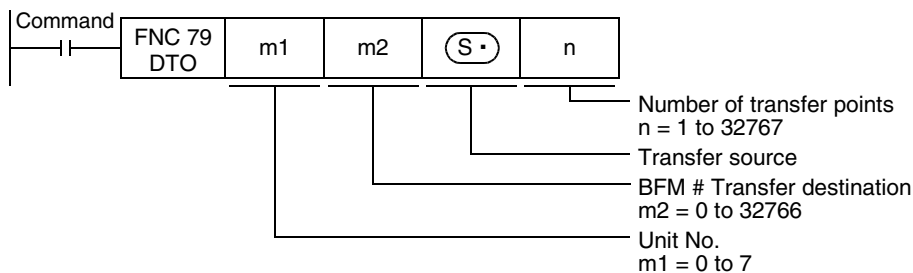 Command
FNC 79
DTO
m1
m2
S·
n
Number of transfer points
n = 1 to 32767
Transfer source
BFM # Transfer destination
m2 = 0 to 32766
Unit No.
m1 = 0 to 7